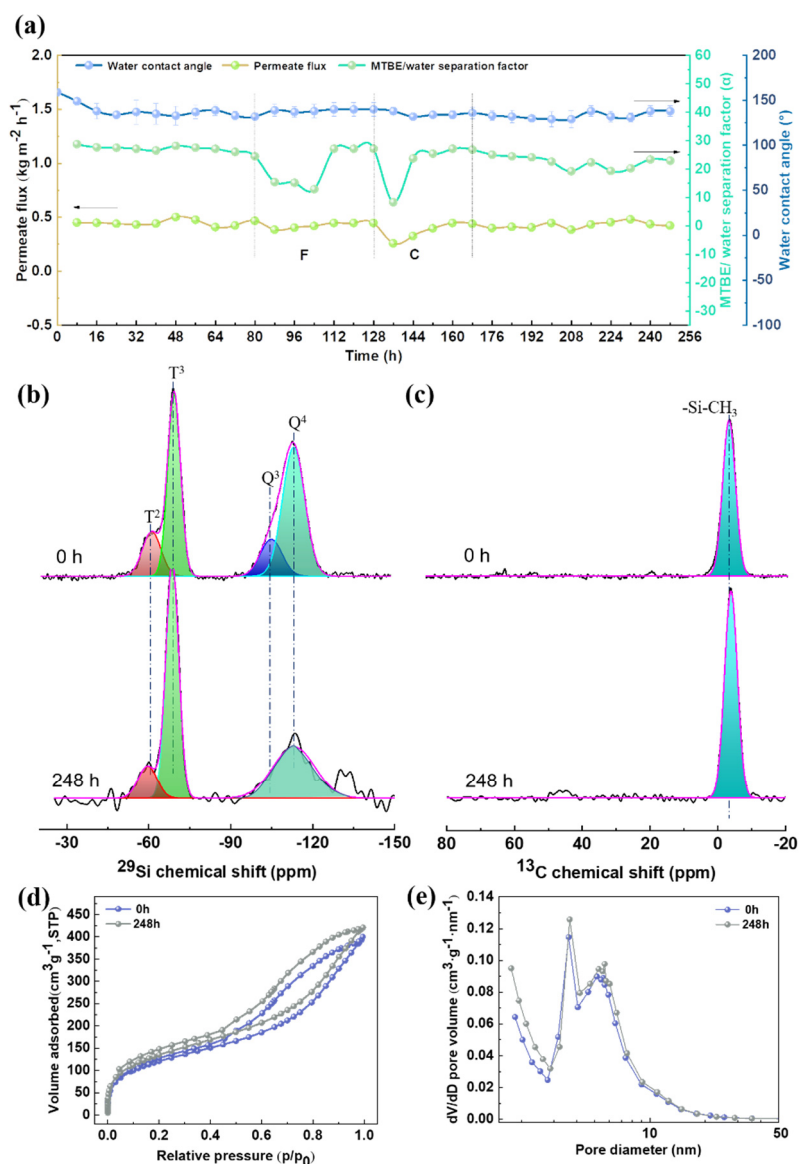 (a)
2.0
1.5
1.0
0.5
0.0
-0.5
Permeate flux (kg m⁻² h⁻¹)
Water contact angle
Permeate flux
MTBE/water separation factor
F
C
60
50
40
30
20
10
0
-10
-20
-30
MTBE/ water separation factor (α)
200
150
100
50
0
-50
-100
Water contact angle (°)
0 16 32 48 64 80 96 112 128 144 160 176 192 208 224 240 256
Time (h)
(b)
T³
Q⁴
Q³
T²
0 h
248 h
-30 -60 -90 -120 -150
²⁹Si chemical shift (ppm)
(c)
-Si-CH₃
0 h
248 h
80 60 40 20 0 -20
¹³C chemical shift (ppm)
(d)
0h
248h
450
400
350
300
250
200
150
100
50
0
Volume adsorbed(cm³g⁻¹,STP)
0.0 0.2 0.4 0.6 0.8 1.0
Relative pressure (p/p₀)
(e)
0h
248h
0.14
0.12
0.10
0.08
0.06
0.04
0.02
0.00
dV/dD pore volume (cm³·g⁻¹·nm⁻¹)
10 50
Pore diameter (nm)